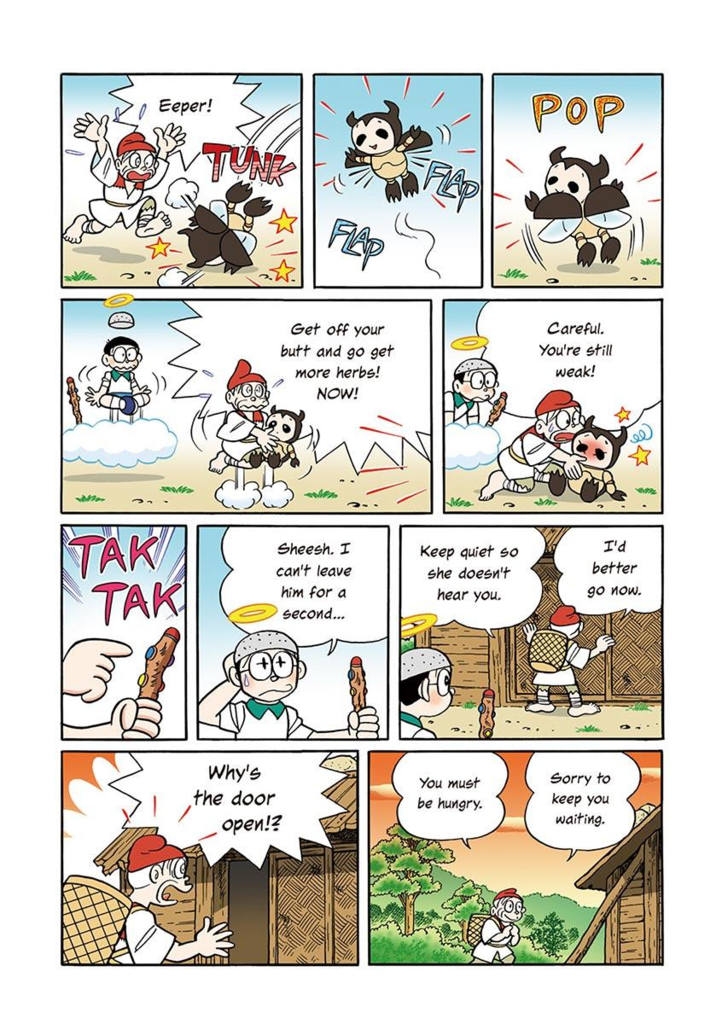 POP
FLAP
FLAP
TUNK
Eeper!
Careful.
You're still
weak!
Get off your
butt and go get
more herbs!
NOW!
I'd
better
go now.
Keep quiet so
she doesn't
hear you.
Sheesh. I
can't leave
him for a
second...
TAK
TAK
Sorry to
keep you
waiting.
You must
be hungry.
Why's
the door
open!?